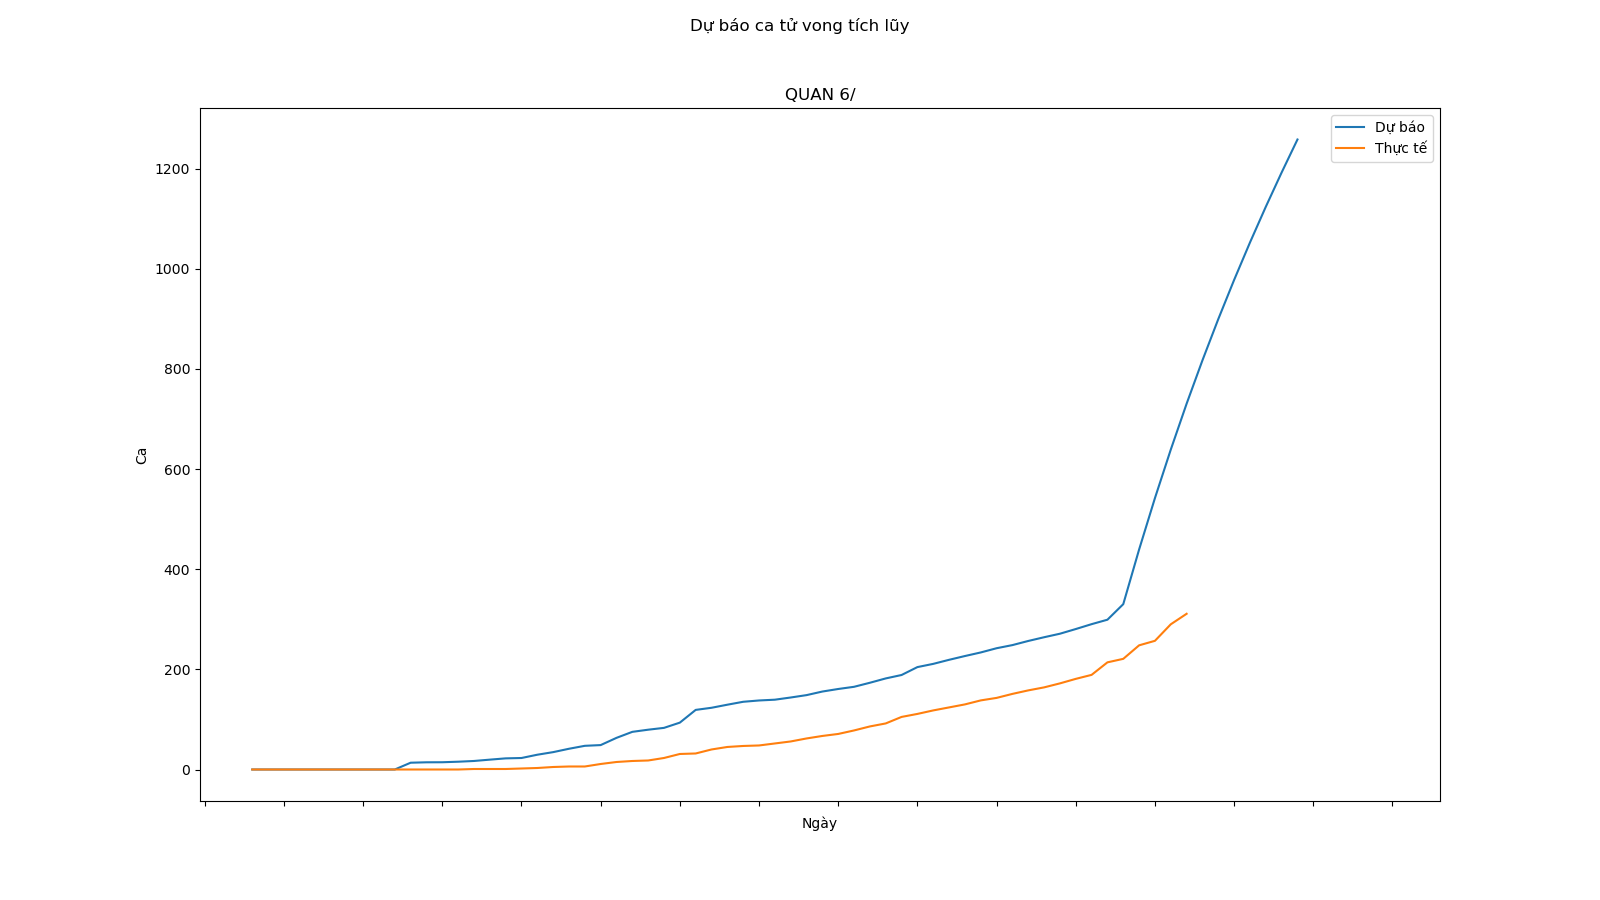 Dự báo ca tử vong tích lũy
QUAN 6/
Dự báo
Thực tế
1200
1000
800
600
400
200
0
Ca
Ngày